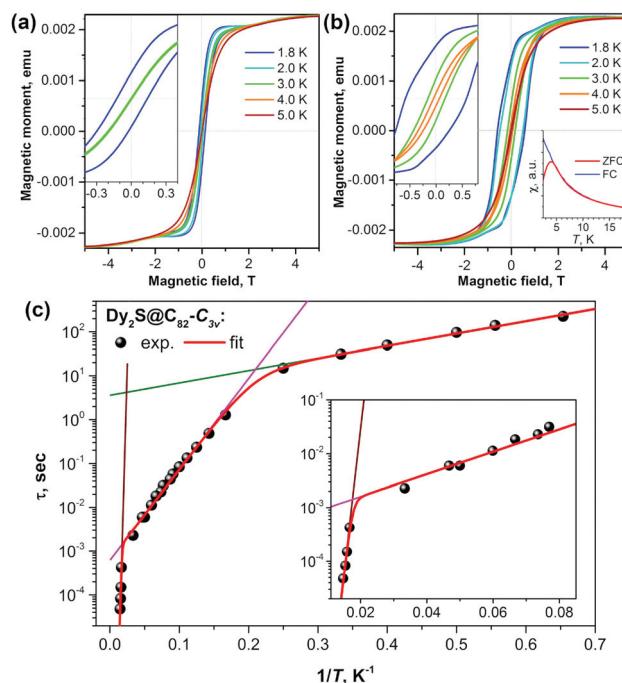 (a)
0.002
0.001
0.000
-0.001
-0.002
Magnetic moment, emu
-0.3 0.0 0.3
1.8 K
2.0 K
3.0 K
4.0 K
5.0 K
-4 -2 0 2 4
Magnetic field, T
(b)
0.002
0.001
0.000
-0.001
-0.002
Magnetic moment, emu
-0.5 0.0 0.5
1.8 K
2.0 K
3.0 K
4.0 K
5.0 K
χ, a.u.
ZFC
FC
5 10 15
T, K
-4 -2 0 2 4
Magnetic field, T
(c)
Dy2S@C82-C3v:
exp. fit
10²
10¹
10⁰
10⁻¹
10⁻²
10⁻³
10⁻⁴
τ, sec
10⁻¹
10⁻²
10⁻³
10⁻⁴
0.02 0.04 0.06 0.08
0.0 0.1 0.2 0.3 0.4 0.5 0.6 0.7
1/T, K⁻¹